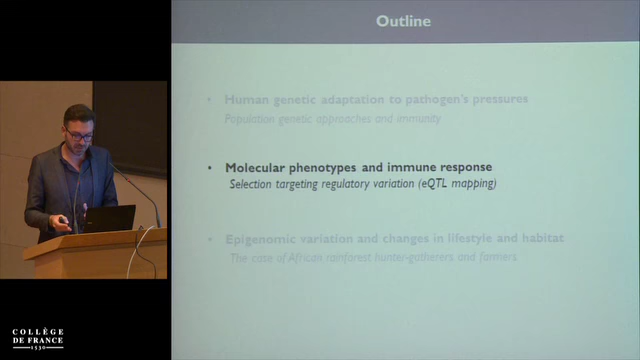 Outline
• Human genetic adaptation to pathogen's pressures
Population genetic approaches and immunity
• Molecular phenotypes and immune response
Selection targeting regulatory variation (eQTL mapping)
• Epigenomic variation and changes in lifestyle and habitat
The case of African rainforest hunter-gatherers and farmers
COLLÈGE
DE FRANCE
1530